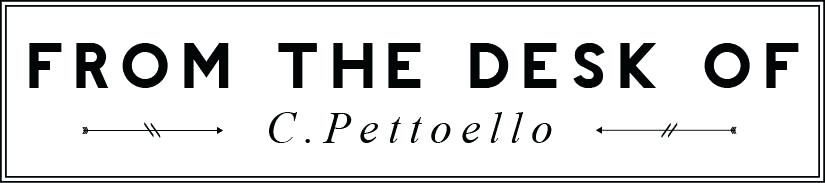 FROM THE DESK OF
C.Pettoello